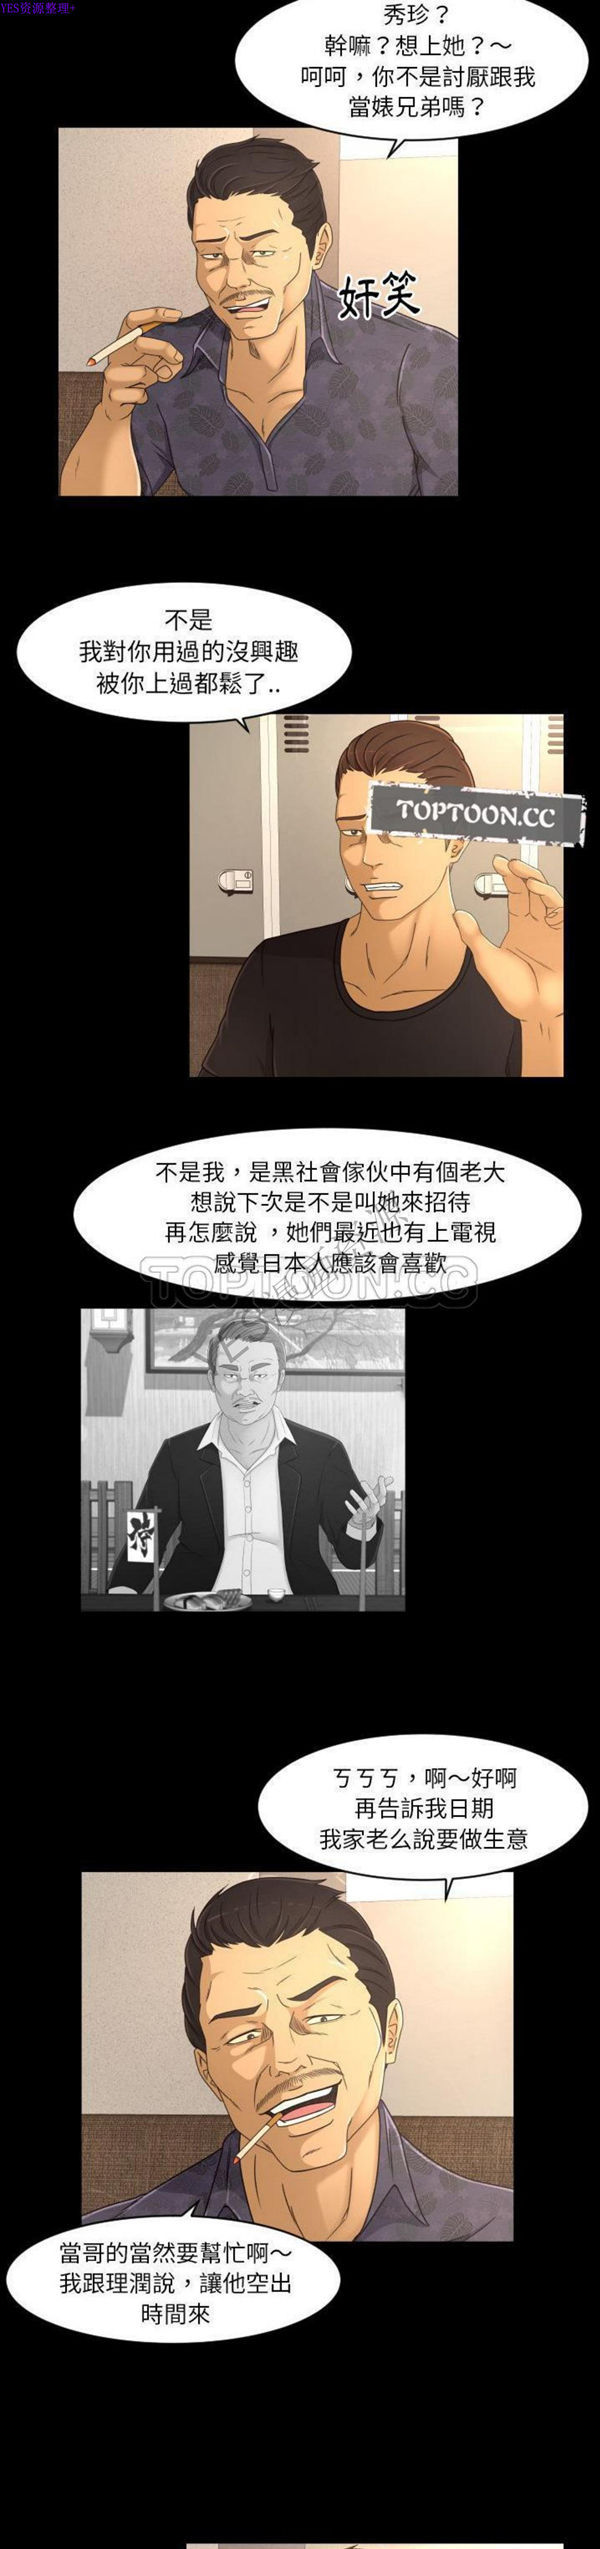 YES资源整理+
秀珍？
幹嘛？想上她？～
呵呵，你不是討厭跟我
當婊兄弟嗎？
奸笑
不是
我對你用過的沒興趣
被你上過都鬆了..
TOPTOON.CC
不是我，是黑社會傢伙中有個老大
想說下次是不是叫她來招待
再怎麼說，她們最近也有上電視
感覺日本人應該會喜歡
TOPTOON.CC
侍
ㄎㄎㄎ，啊～好啊
再告訴我日期
我家老么說要做生意
當哥的當然要幫忙啊～
我跟理潤說，讓他空出
時間來